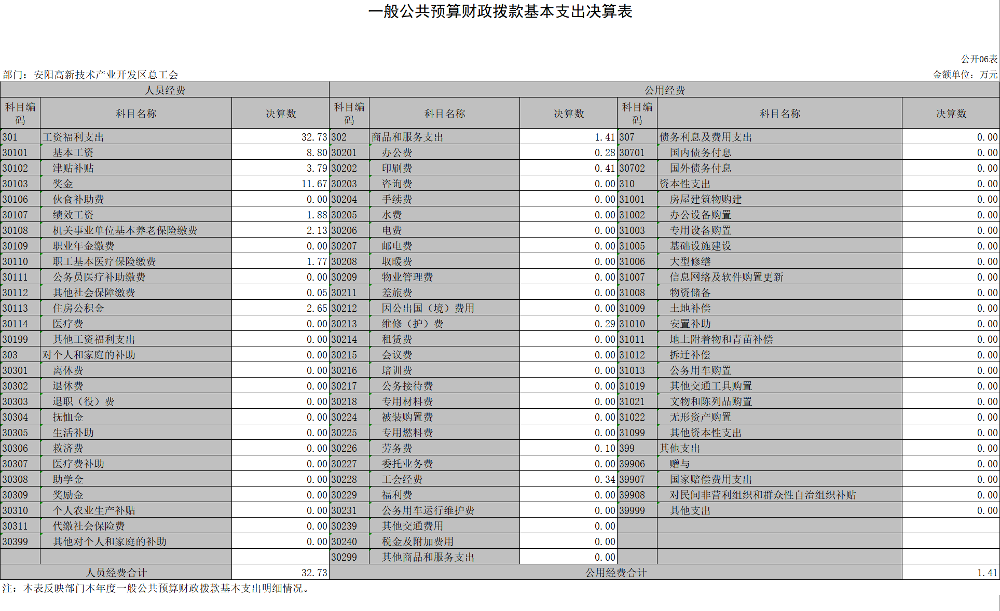 一般公共预算财政拨款基本支出决算表
公开06表
部门：安阳高新技术产业开发区总工会 金额单位：万元
人员经费 公用经费
科目编码 科目名称 决算数 科目编码 科目名称 决算数 科目编码 科目名称 决算数
301 工资福利支出 32.73 302 商品和服务支出 1.41 307 债务利息及费用支出 0.00
30101 基本工资 8.80 30201 办公费 0.28 30701 国内债务付息 0.00
30102 津贴补贴 3.79 30202 印刷费 0.41 30702 国外债务付息 0.00
30103 奖金 11.67 30203 咨询费 0.00 310 资本性支出 0.00
30106 伙食补助费 0.00 30204 手续费 0.00 31001 房屋建筑物购建 0.00
30107 绩效工资 1.88 30205 水费 0.00 31002 办公设备购置 0.00
30108 机关事业单位基本养老保险缴费 2.13 30206 电费 0.00 31003 专用设备购置 0.00
30109 职业年金缴费 0.00 30207 邮电费 0.00 31005 基础设施建设 0.00
30110 职工基本医疗保险缴费 1.77 30208 取暖费 0.00 31006 大型修缮 0.00
30111 公务员医疗补助缴费 0.00 30209 物业管理费 0.00 31007 信息网络及软件购置更新 0.00
30112 其他社会保障缴费 0.05 30211 差旅费 0.00 31008 物资储备 0.00
30113 住房公积金 2.65 30212 因公出国（境）费用 0.00 31009 土地补偿 0.00
30114 医疗费 0.00 30213 维修（护）费 0.29 31010 安置补助 0.00
30199 其他工资福利支出 0.00 30214 租赁费 0.00 31011 地上附着物和青苗补偿 0.00
303 对个人和家庭的补助 0.00 30215 会议费 0.00 31012 拆迁补偿 0.00
30301 离休费 0.00 30216 培训费 0.00 31013 公务用车购置 0.00
30302 退休费 0.00 30217 公务接待费 0.00 31019 其他交通工具购置 0.00
30303 退职（役）费 0.00 30218 专用材料费 0.00 31021 文物和陈列品购置 0.00
30304 抚恤金 0.00 30224 被装购置费 0.00 31022 无形资产购置 0.00
30305 生活补助 0.00 30225 专用燃料费 0.00 31099 其他资本性支出 0.00
30306 救济费 0.00 30226 劳务费 0.10 399 其他支出 0.00
30307 医疗费补助 0.00 30227 委托业务费 0.00 39906 赠与 0.00
30308 助学金 0.00 30228 工会经费 0.34 39907 国家赔偿费用支出 0.00
30309 奖励金 0.00 30229 福利费 0.00 39908 对民间非营利组织和群众性自治组织补贴 0.00
30310 个人农业生产补贴 0.00 30231 公务用车运行维护费 0.00 39999 其他支出 0.00
30311 代缴社会保险费 0.00 30239 其他交通费用 0.00
30399 其他对个人和家庭的补助 0.00 30240 税金及附加费用 0.00
30299 其他商品和服务支出 0.00
人员经费合计 32.73 公用经费合计 1.41
注：本表反映部门本年度一般公共预算财政拨款基本支出明细情况。